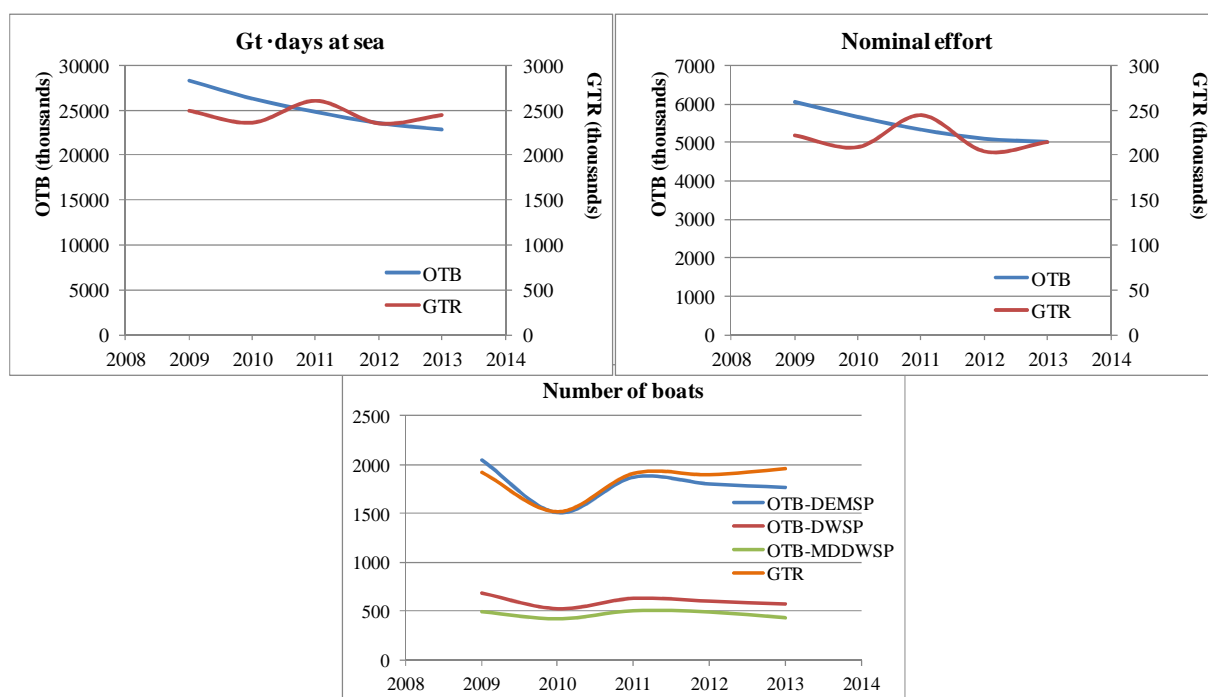 Gt·days at sea
OTB (thousands)
30000
25000
20000
15000
10000
5000
0
3000
2500
2000
1500
1000
500
0
GTR (thousands)
OTB
GTR
2008 2009 2010 2011 2012 2013 2014
Nominal effort
OTB (thousands)
7000
6000
5000
4000
3000
2000
1000
0
300
250
200
150
100
50
0
GTR (thousands)
OTB
GTR
2008 2009 2010 2011 2012 2013 2014
Number of boats
2500
2000
1500
1000
500
0
OTB-DEMSP
OTB-DWSP
OTB-MDDWSP
GTR
2008 2009 2010 2011 2012 2013 2014